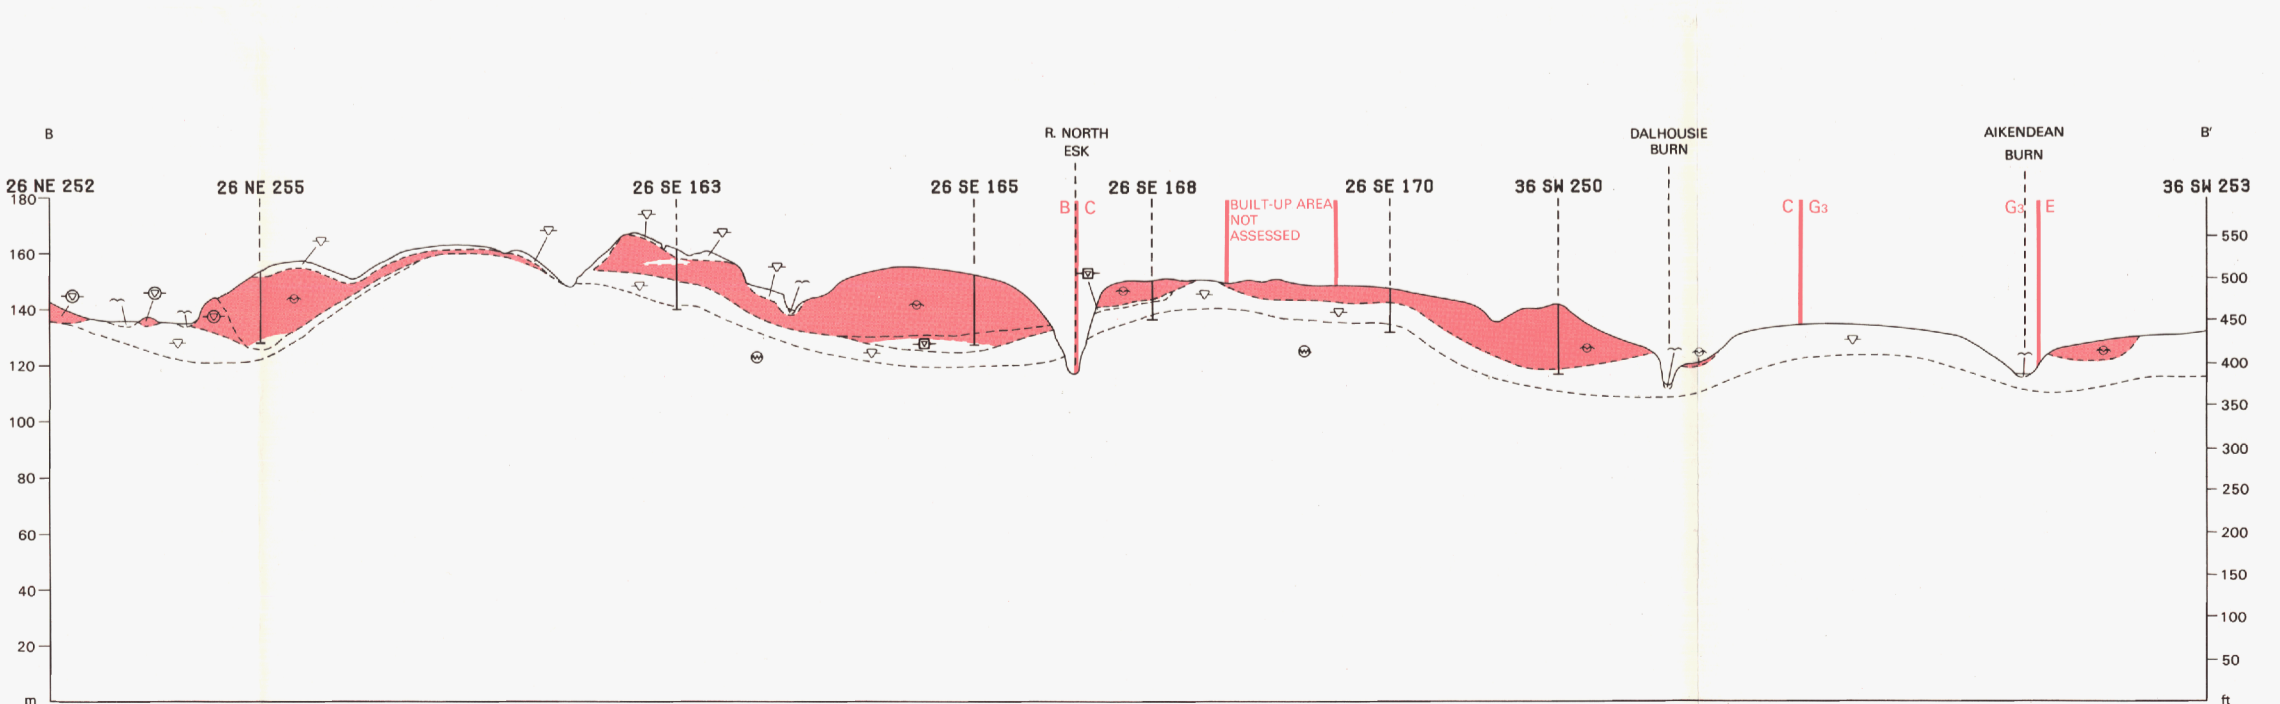 B
R. NORTH
ESK
DALHOUSIE
BURN
AIKENDEAN
BURN
B'
26 NE 252
26 NE 255
26 SE 163
26 SE 165
26 SE 168
26 SE 170
36 SW 250
36 SW 253
B C
BUILT-UP AREA
NOT
ASSESSED
C G3
G3 E
180
160
140
120
100
80
60
40
20
m
550
500
450
400
350
300
250
200
150
100
50
ft